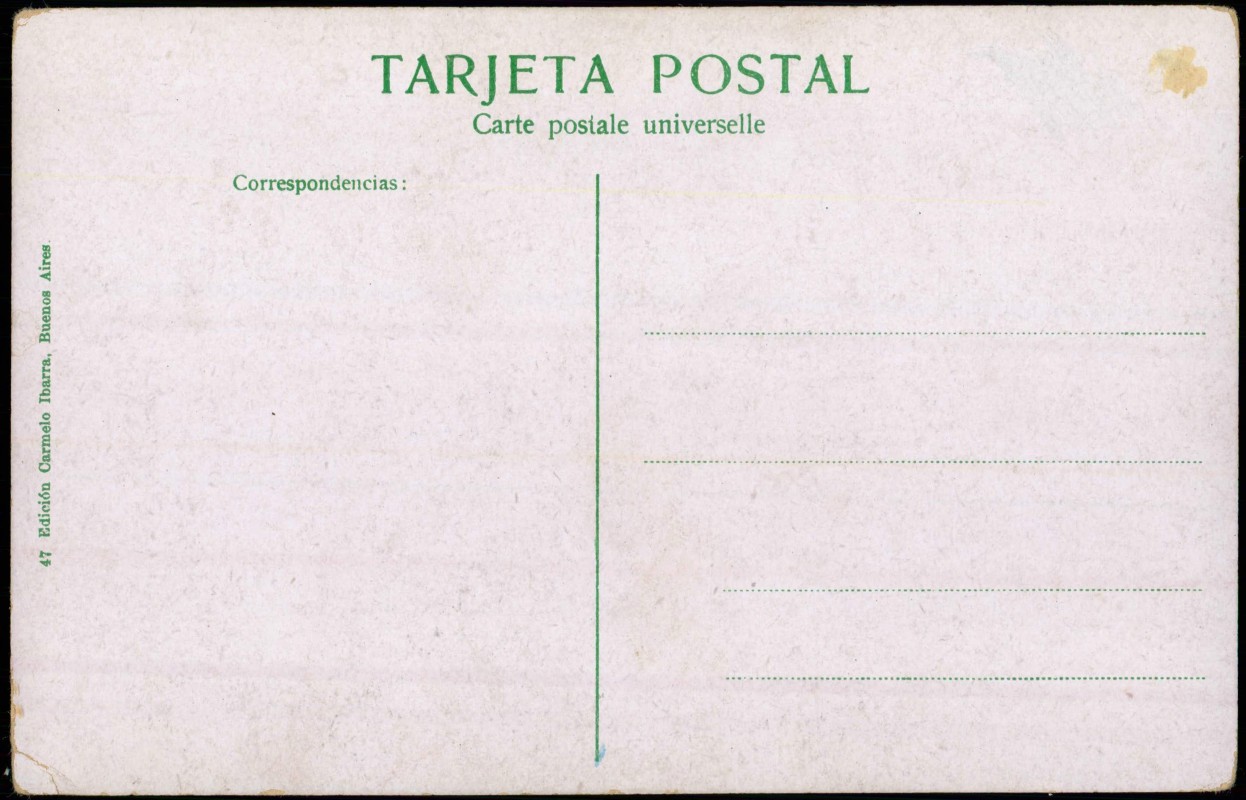 TARJETA POSTAL
Carte postale universelle
Correspondencias:
47 Edición Carmelo Ibarra, Buenos Aires.